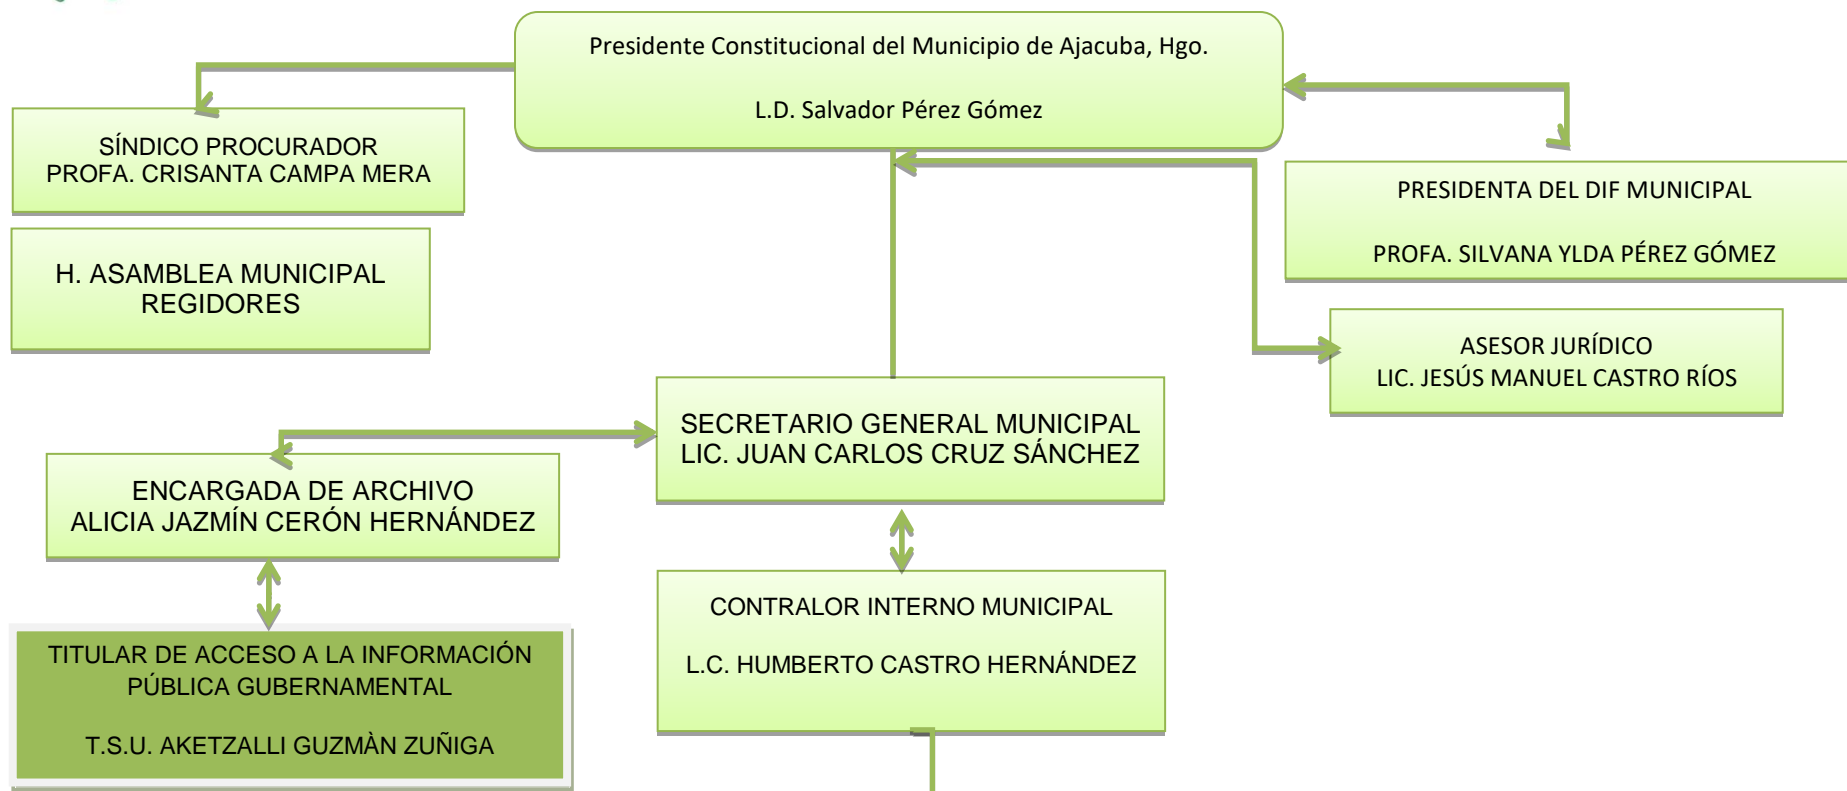 Presidente Constitucional del Municipio de Ajacuba, Hgo.
L.D. Salvador Pérez Gómez
SÍNDICO PROCURADOR
PROFA. CRISANTA CAMPA MERA
H. ASAMBLEA MUNICIPAL
REGIDORES
PRESIDENTA DEL DIF MUNICIPAL
PROFA. SILVANA YLDA PÉREZ GÓMEZ
ASESOR JURÍDICO
LIC. JESÚS MANUEL CASTRO RÍOS
SECRETARIO GENERAL MUNICIPAL
LIC. JUAN CARLOS CRUZ SÁNCHEZ
ENCARGADA DE ARCHIVO
ALICIA JAZMÍN CERÓN HERNÁNDEZ
CONTRALOR INTERNO MUNICIPAL
L.C. HUMBERTO CASTRO HERNÁNDEZ
TITULAR DE ACCESO A LA INFORMACIÓN
PÚBLICA GUBERNAMENTAL
T.S.U. AKETZALLI GUZMÀN ZUÑIGA